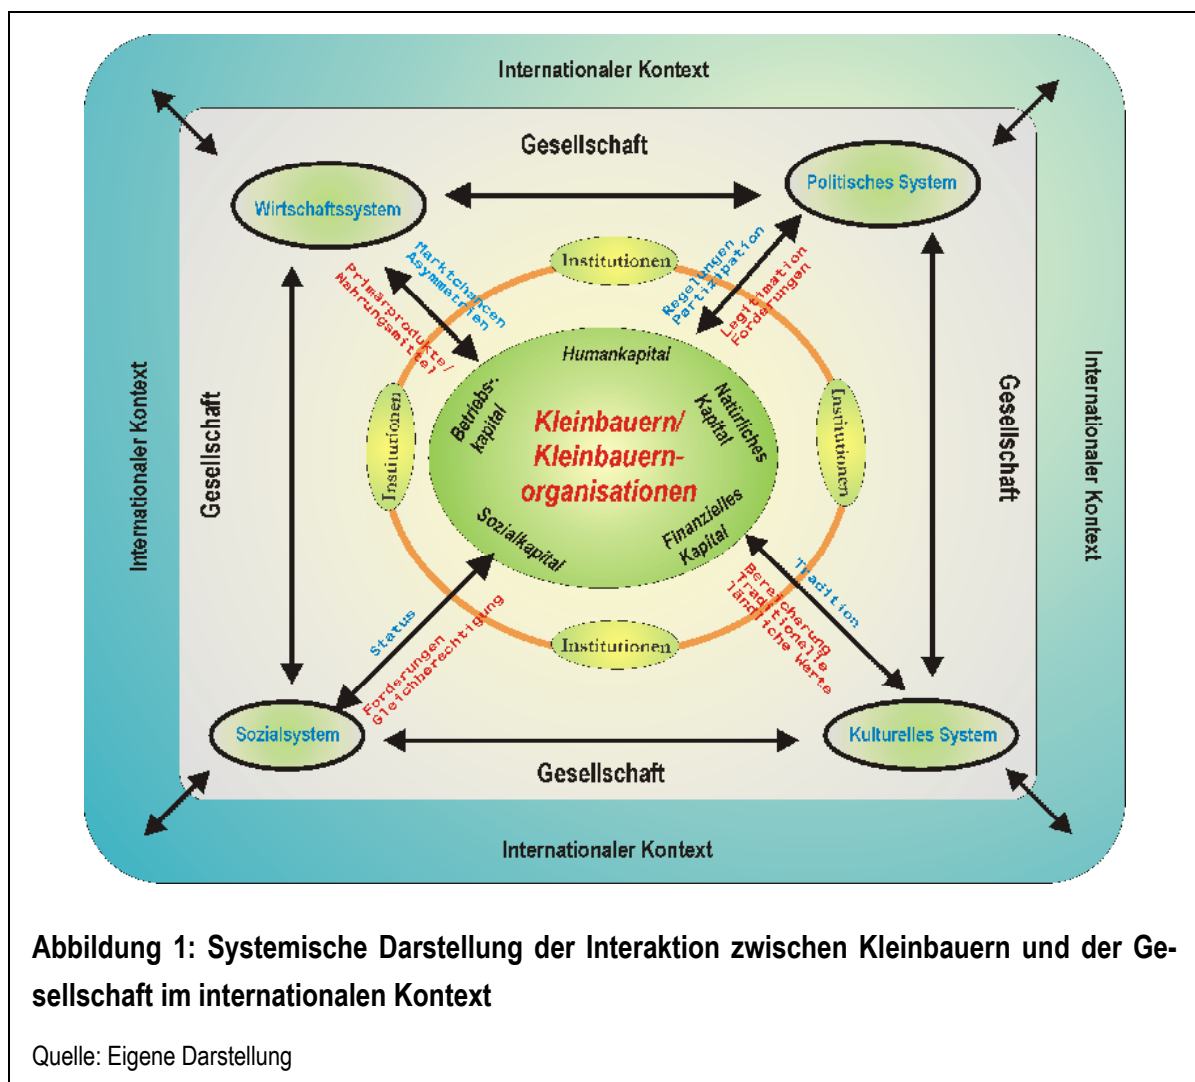 Internationaler Kontext
Gesellschaft
Wirtschaftssystem
Politisches System
Marktchancen
Asymmetrien
Primärprodukte/
Nahrungsmittel
Institutionen
Regelungen
Partizipation
Legitimation
Forderungen
Internationaler Kontext
Gesellschaft
Institutionen
Humankapital
Betriebs-
kapital
Natürliches
Kapital
Kleinbauern/
Kleinbauern-
organisationen
Sozialkapital
Finanzielles
Kapital
Institutionen
Gesellschaft
Internationaler Kontext
Status
Forderungen
Gleichberechtigung
Institutionen
Tradition
Bereicherung
Traditionelle
ländliche Werte
Sozialsystem
Kulturelles System
Gesellschaft
Internationaler Kontext
Abbildung 1: Systemische Darstellung der Interaktion zwischen Kleinbauern und der Ge-
sellschaft im internationalen Kontext
Quelle: Eigene Darstellung